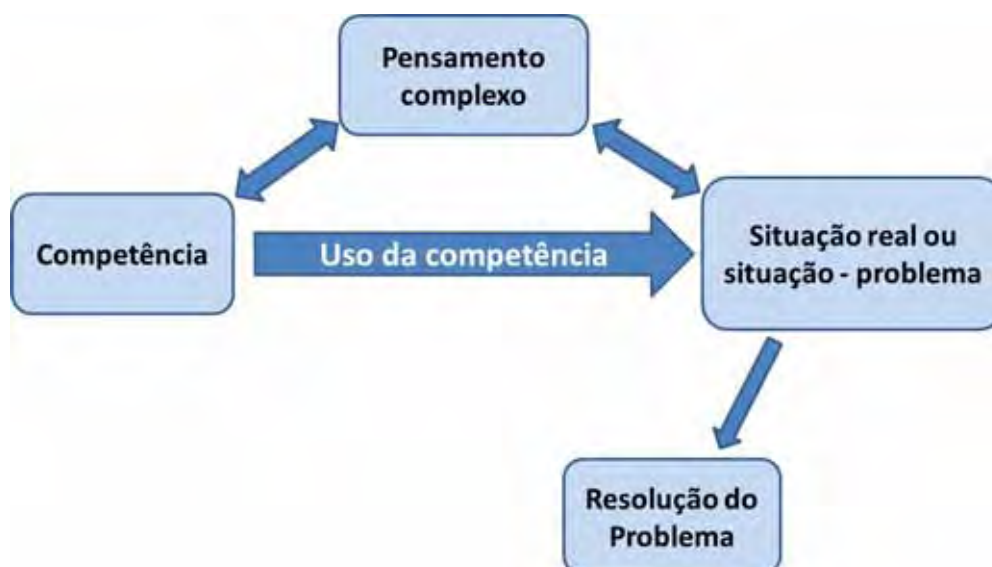 Pensamento
complexo
Competência
Uso da competência
Situação real ou
situação - problema
Resolução do
Problema